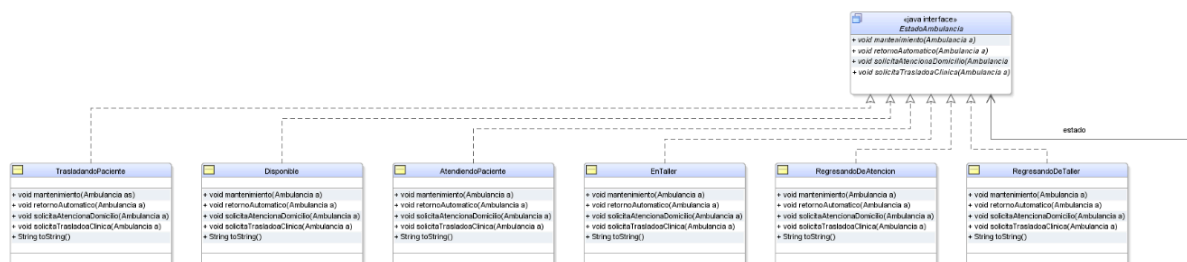 «java interface»
EstadoAmbulancia
+ void mantenimiento(Ambulancia a)
+ void retornoAutomatico(Ambulancia a)
+ void solicitaAtencionaDomicilio(Ambulancia
+ void solicitaTrasladoaClinica(Ambulancia a)
estado
TrasladandoPaciente
+ void mantenimiento(Ambulancia as)
+ void retornoAutomatico(Ambulancia a)
+ void solicitaAtencionaDomicilio(Ambulancia a)
+ void solicitaTrasladoaClinica(Ambulancia a)
+ String toString()
Disponible
+ void mantenimiento(Ambulancia a)
+ void retornoAutomatico(Ambulancia a)
+ void solicitaAtencionaDomicilio(Ambulancia a)
+ void solicitaTrasladoaClinica(Ambulancia a)
+ String toString()
AtendiendoPaciente
+ void mantenimiento(Ambulancia a)
+ void retornoAutomatico(Ambulancia a)
+ void solicitaAtencionaDomicilio(Ambulancia a)
+ void solicitaTrasladoaClinica(Ambulancia a)
+ String toString()
EnTaller
+ void mantenimiento(Ambulancia a)
+ void retornoAutomatico(Ambulancia a)
+ void solicitaAtencionaDomicilio(Ambulancia a)
+ void solicitaTrasladoaClinica(Ambulancia a)
+ String toString()
RegresandoDeAtencion
+ void mantenimiento(Ambulancia a)
+ void retornoAutomatico(Ambulancia a)
+ void solicitaAtencionaDomicilio(Ambulancia a)
+ void solicitaTrasladoaClinica(Ambulancia a)
+ String toString()
RegresandoDeTaller
+ void mantenimiento(Ambulancia a)
+ void retornoAutomatico(Ambulancia a)
+ void solicitaAtencionaDomicilio(Ambulancia a)
+ void solicitaTrasladoaClinica(Ambulancia a)
+ String toString()